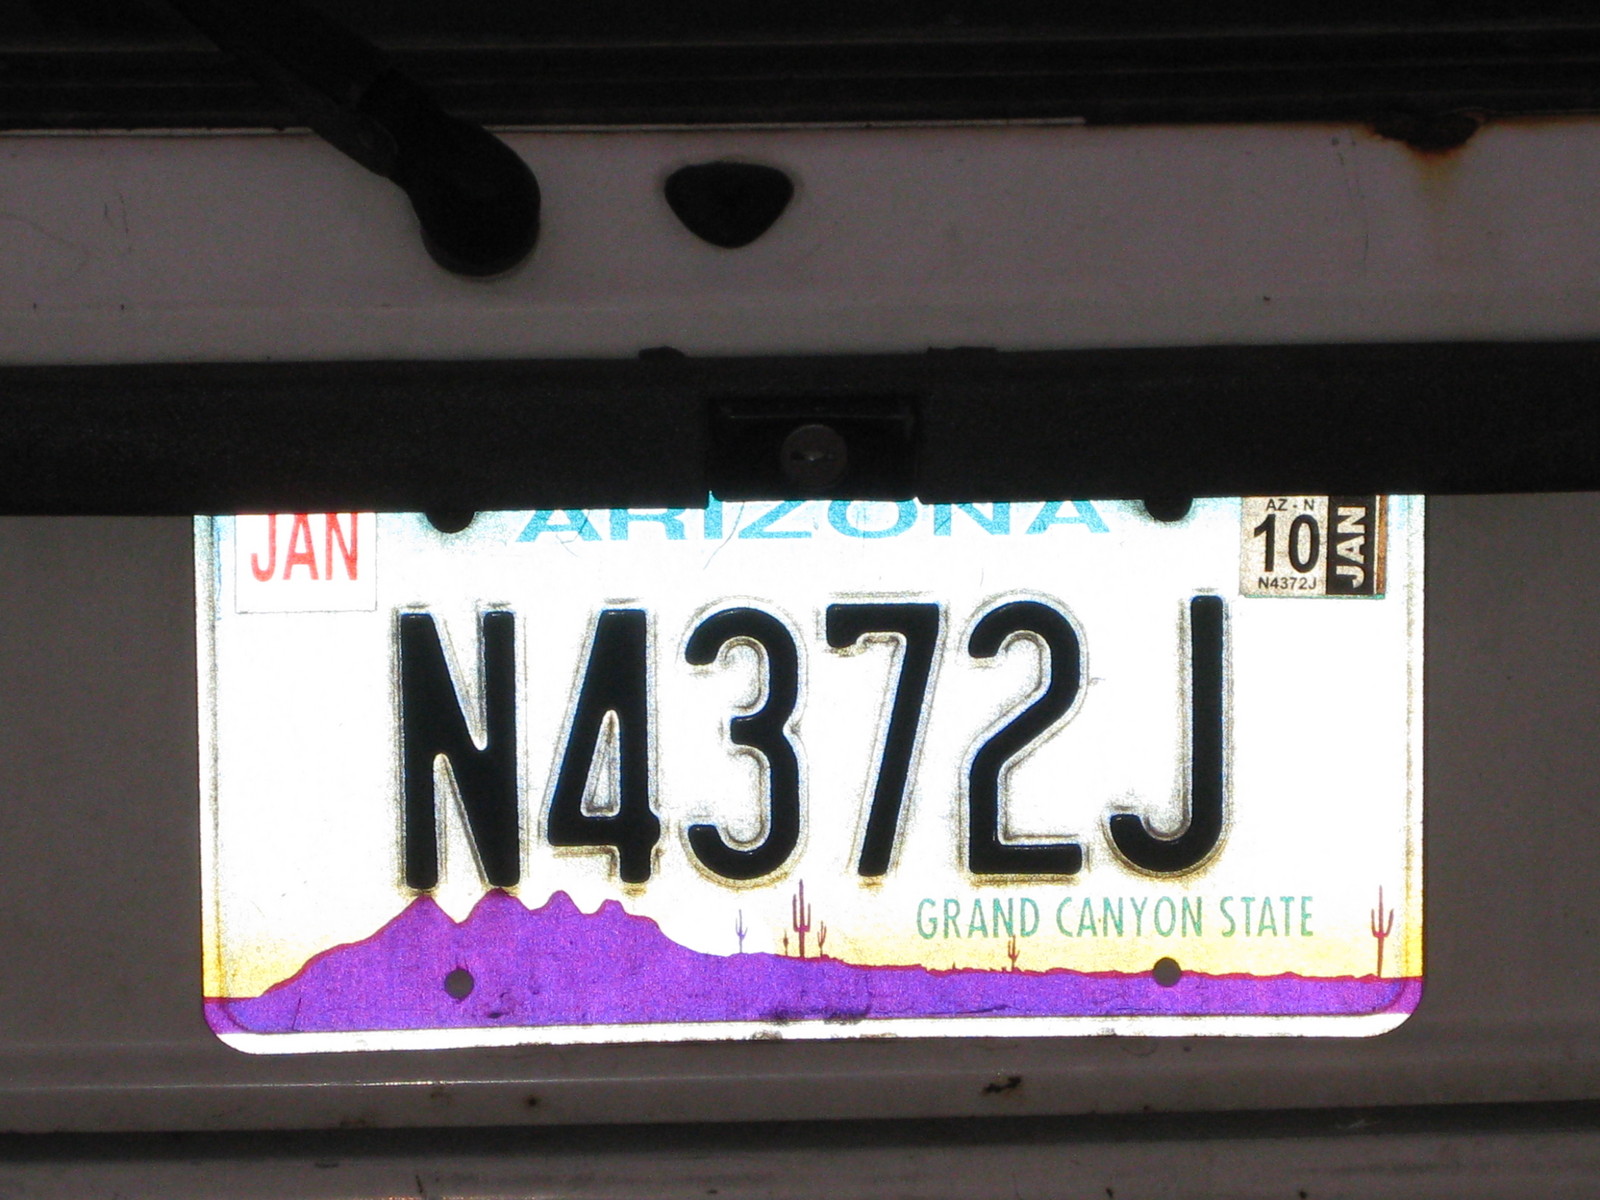 JAN
ARIZONA
AZ - N
10
JAN
N4372J
N4372J
GRAND CANYON STATE